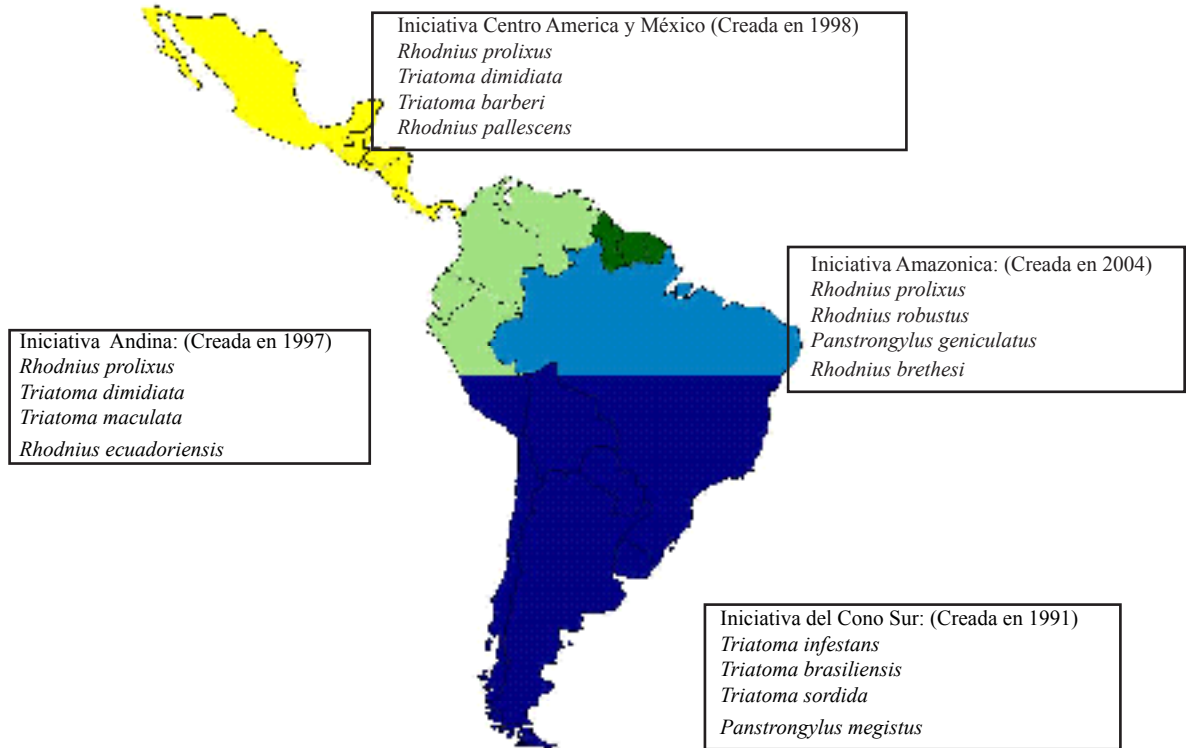 Iniciativa Centro America y México (Creada en 1998)
Rhodnius prolixus
Triatoma dimidiata
Triatoma barberi
Rhodnius pallescens
Iniciativa Amazonica: (Creada en 2004)
Rhodnius prolixus
Rhodnius robustus
Panstrongylus geniculatus
Rhodnius brethesi
Iniciativa Andina: (Creada en 1997)
Rhodnius prolixus
Triatoma dimidiata
Triatoma maculata
Rhodnius ecuadoriensis
Iniciativa del Cono Sur: (Creada en 1991)
Triatoma infestans
Triatoma brasiliensis
Triatoma sordida
Panstrongylus megistus